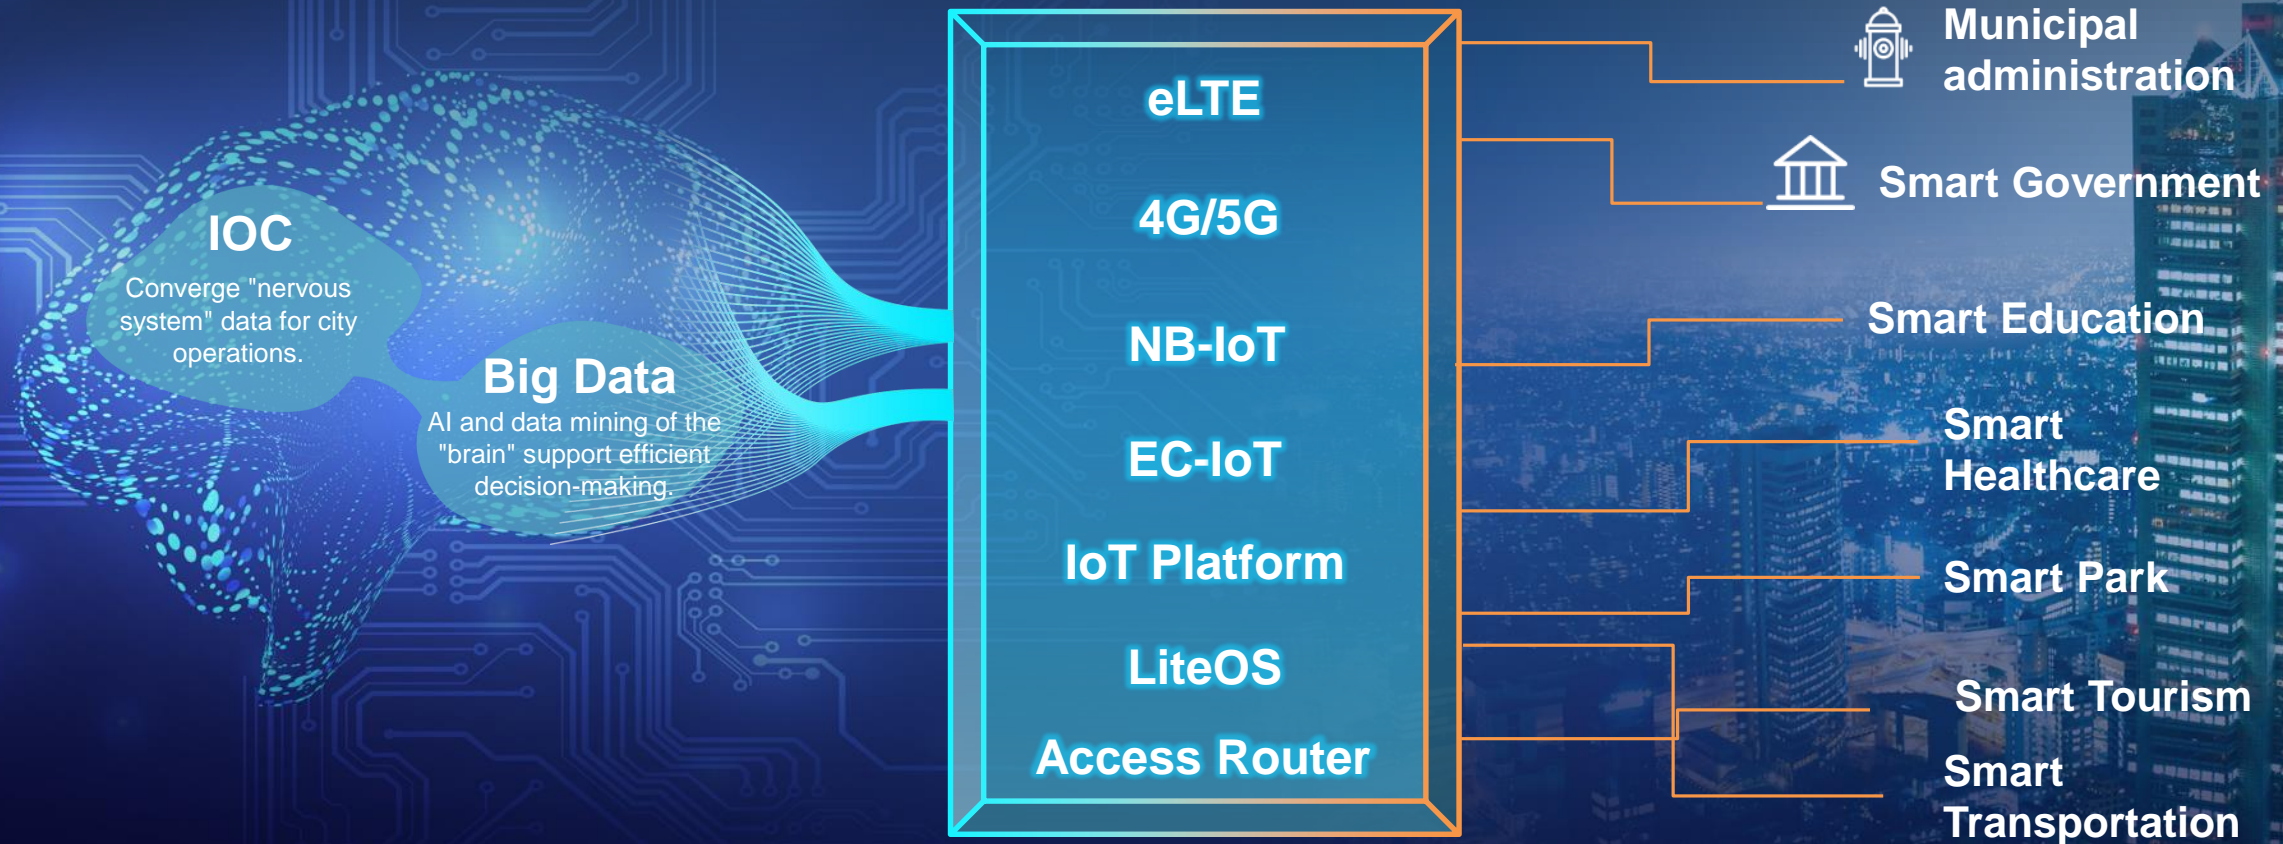 IOC
Converge "nervous
system" data for city
operations.
Big Data
AI and data mining of the
"brain" support efficient
decision-making.
eLTE
4G/5G
NB-IoT
EC-IoT
IoT Platform
LiteOS
Access Router
Municipal
administration
Smart Government
Smart Education
Smart
Healthcare
Smart Park
Smart Tourism
Smart
Transportation